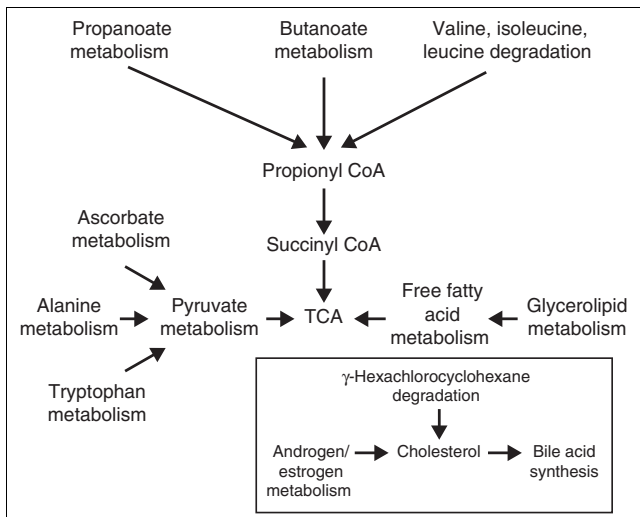 Propanoate
metabolism
Butanoate
metabolism
Valine, isoleucine,
leucine degradation
Propionyl CoA
Ascorbate
metabolism
Succinyl CoA
Alanine
metabolism
Pyruvate
metabolism
TCA
Free fatty
acid
metabolism
Glycerolipid
metabolism
Tryptophan
metabolism
γ-Hexachlorocyclohexane
degradation
Androgen/
estrogen
metabolism
Cholesterol
Bile acid
synthesis